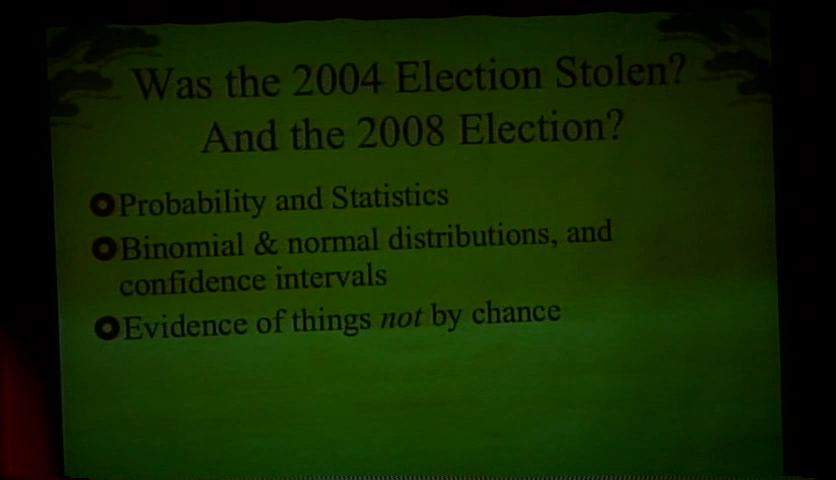 Was the 2004 Election Stolen?
And the 2008 Election?
Probability and Statistics
Binomial & normal distributions, and
confidence intervals
Evidence of things not by chance